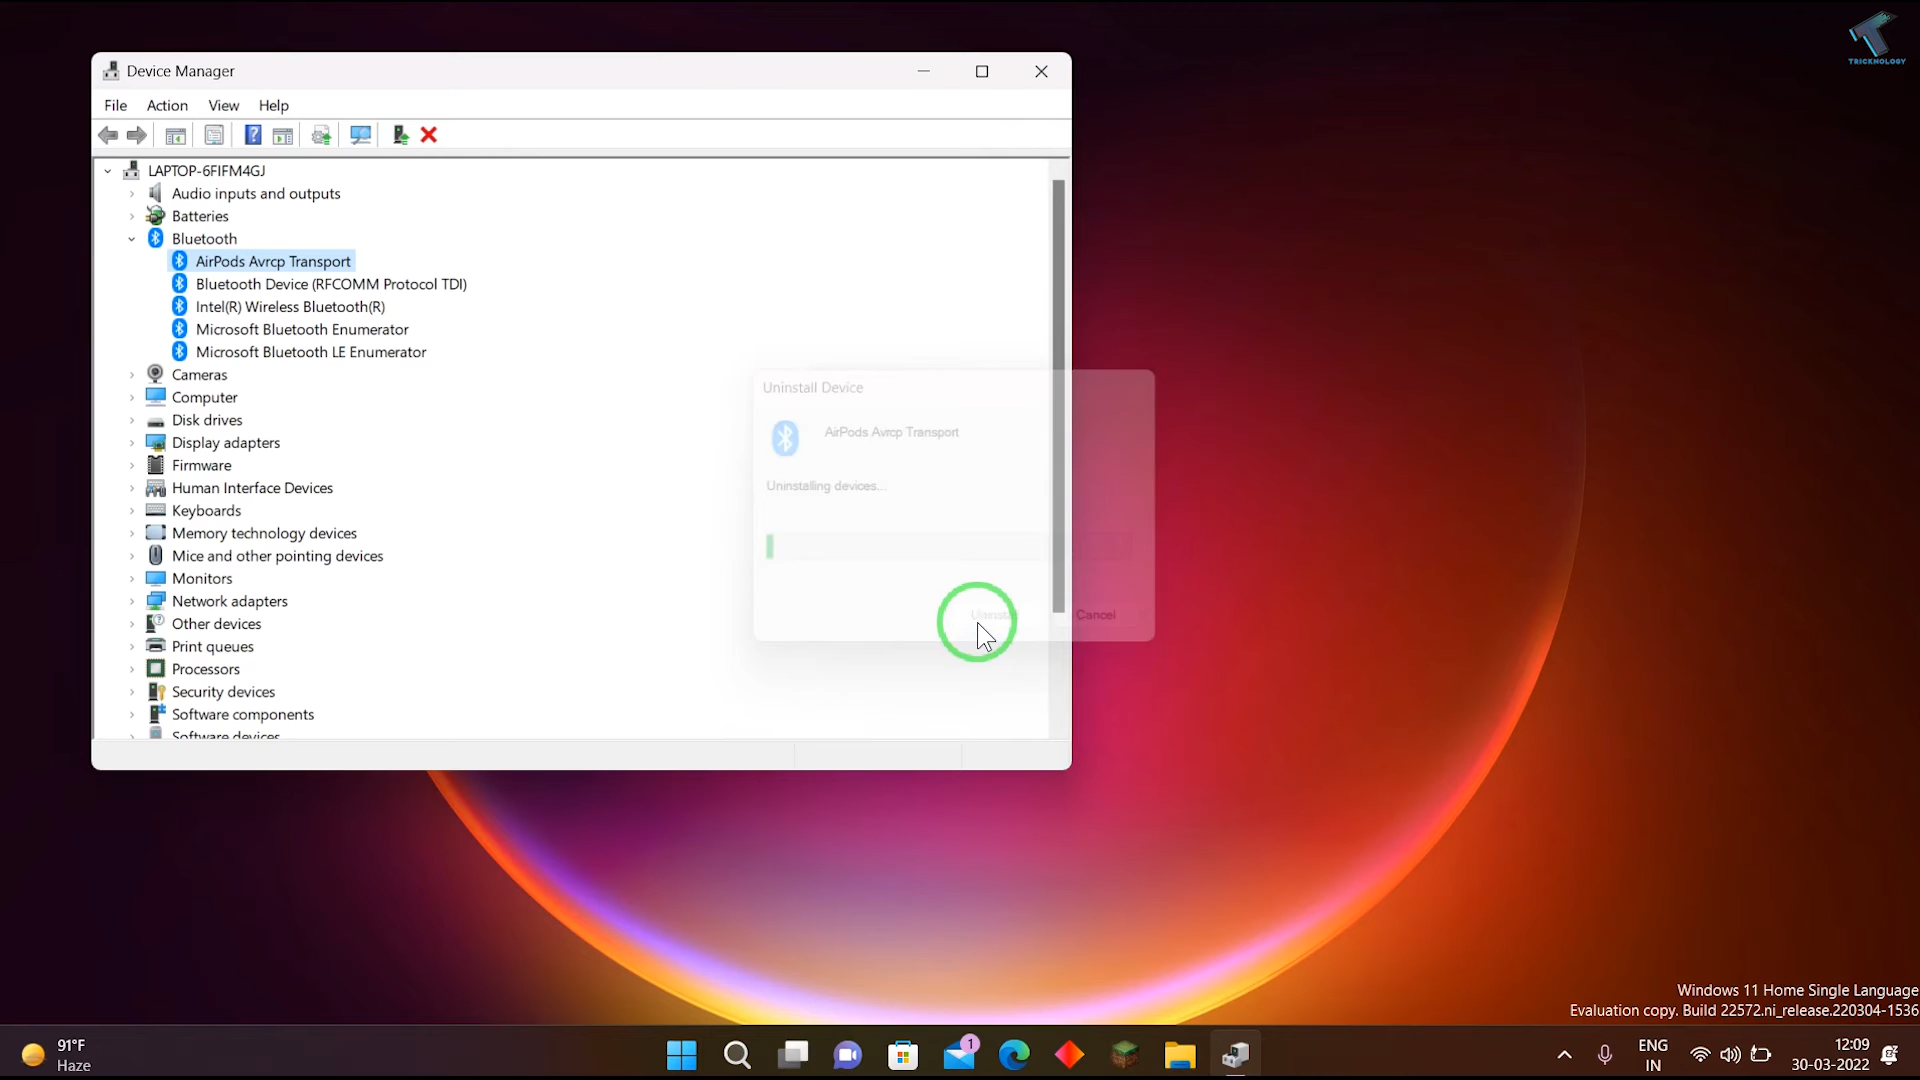 TRICKNOLOGY
Device Manager
File Action View Help
LAPTOP-6FIFM4GJ
Audio inputs and outputs
Batteries
Bluetooth
AirPods Avrcp Transport
Bluetooth Device (RFCOMM Protocol TDI)
Intel(R) Wireless Bluetooth(R)
Microsoft Bluetooth Enumerator
Microsoft Bluetooth LE Enumerator
Cameras
Computer
Disk drives
Display adapters
Firmware
Human Interface Devices
Keyboards
Memory technology devices
Mice and other pointing devices
Monitors
Network adapters
Other devices
Print queues
Processors
Security devices
Software components
Software devices
Uninstall Device
AirPods Avrcp Transport
Uninstalling devices...
Uninstall Cancel
Windows 11 Home Single Language
Evaluation copy. Build 22572.ni_release.220304-1536
91°F
Haze
1
ENG
IN
12:09
30-03-2022